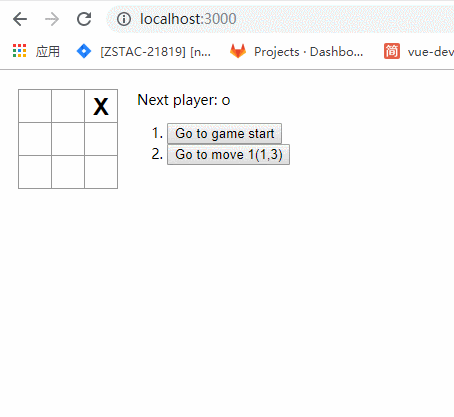 localhost:3000
应用 [ZSTAC-21819] [n... Projects · Dashbo... 简 vue-dev
X
Next player: o
1. Go to game start
2. Go to move 1(1,3)